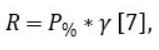 R = P% * γ [7],